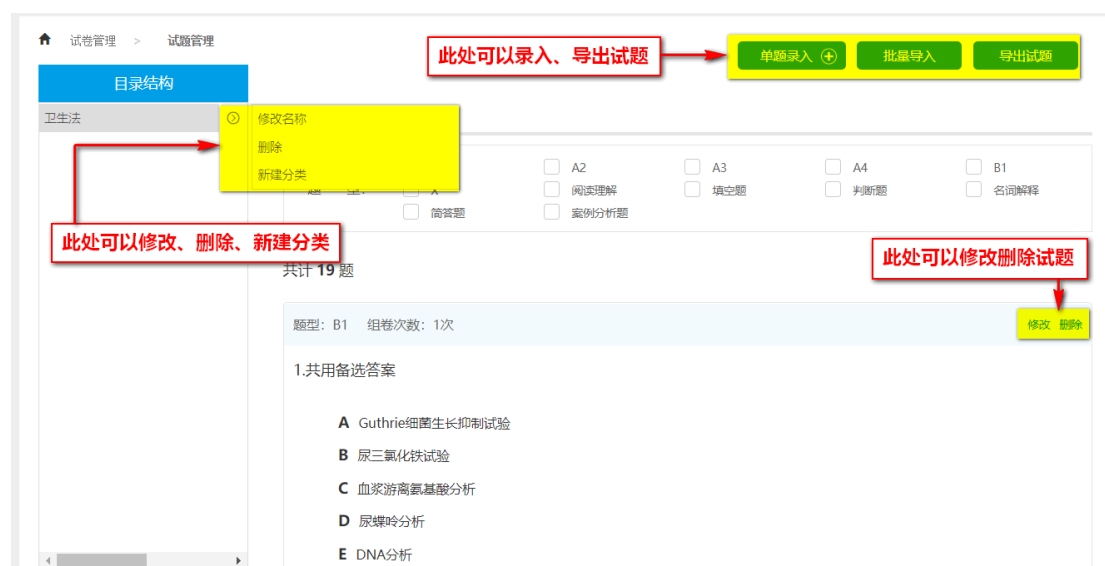 试卷管理 > 试题管理
此处可以录入、导出试题
单题录入 批量导入 导出试题
目录结构
卫生法
修改名称
删除
新建分类
A2 A3 A4 B1
题 型: X 阅读理解 填空题 判断题 名词解释
简答题 案例分析题
此处可以修改、删除、新建分类
共计 19 题
此处可以修改删除试题
题型：B1 组卷次数：1次
修改 删除
1.共用备选答案
A Guthrie细菌生长抑制试验
B 尿三氯化铁试验
C 血浆游离氨基酸分析
D 尿蝶呤分析
E DNA分析